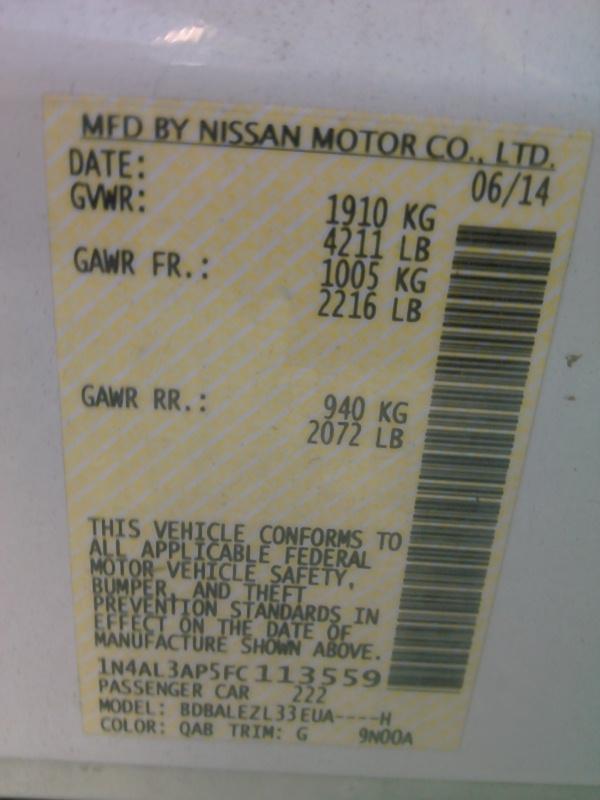 MFD BY NISSAN MOTOR CO., LTD.
DATE: 06/14
GVWR: 1910 KG
4211 LB
GAWR FR.: 1005 KG
2216 LB
GAWR RR.: 940 KG
2072 LB
THIS VEHICLE CONFORMS TO
ALL APPLICABLE FEDERAL
MOTOR VEHICLE SAFETY,
BUMPER, AND THEFT
PREVENTION STANDARDS IN
EFFECT ON THE DATE OF
MANUFACTURE SHOWN ABOVE.
1N4AL3AP5FC113559
PASSENGER CAR 222
MODEL: BDBALEZL33EUA----H
COLOR: QAB TRIM: G 9N00A